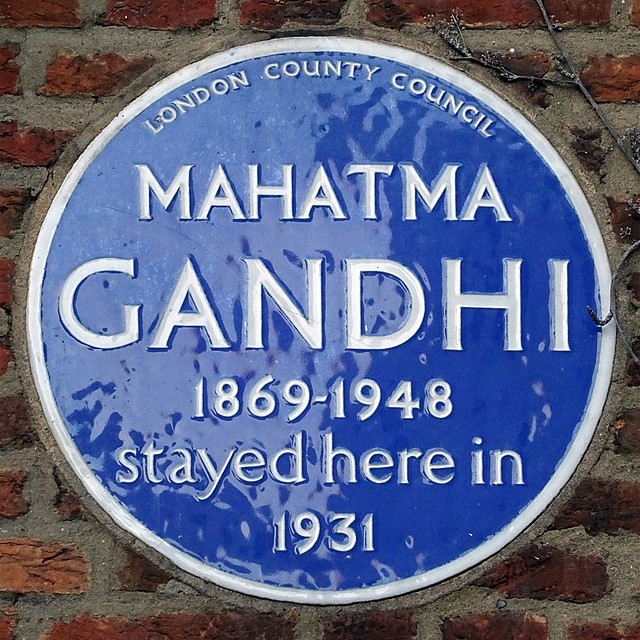 LONDON COUNTY COUNCIL
MAHATMA
GANDHI
1869-1948
stayed here in
1931